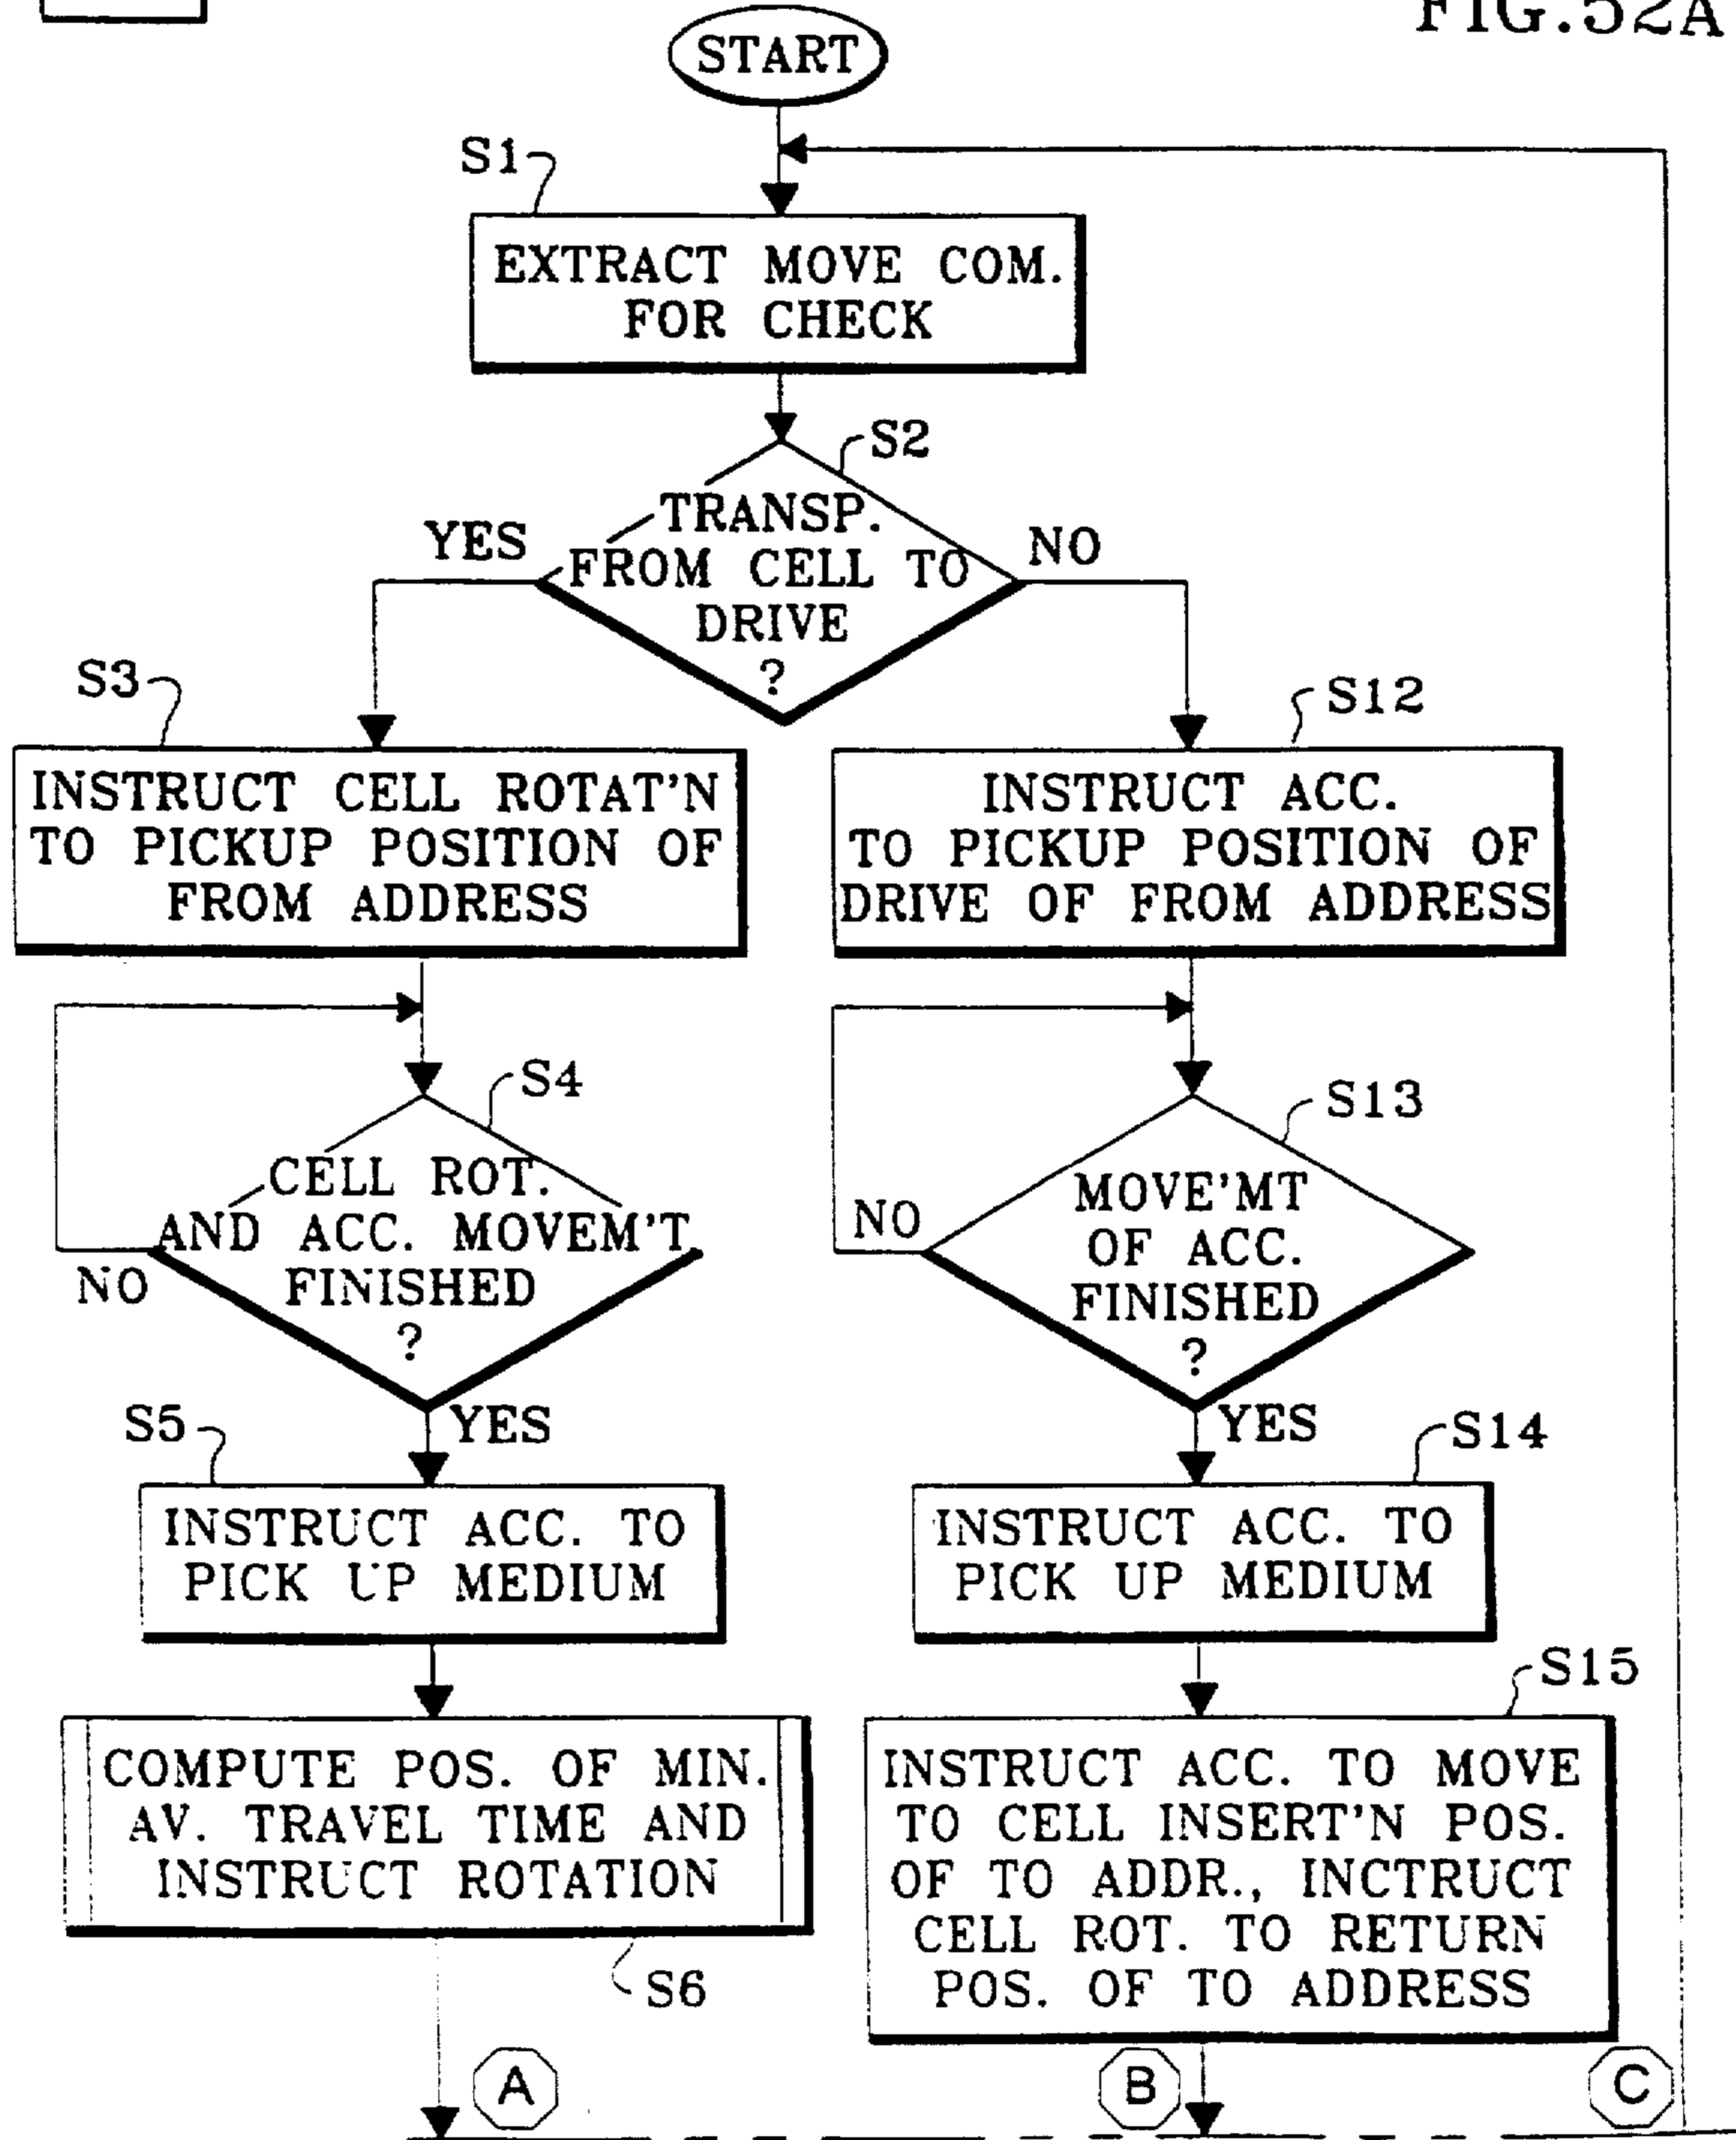 FIG.52A
START
S1
EXTRACT MOVE COM.
FOR CHECK
S2
TRANSP.
FROM CELL TO
DRIVE
?
YES
NO
S3
INSTRUCT CELL ROTAT'N
TO PICKUP POSITION OF
FROM ADDRESS
S12
INSTRUCT ACC.
TO PICKUP POSITION OF
DRIVE OF FROM ADDRESS
S4
CELL ROT.
AND ACC. MOVEM'T
FINISHED
?
NO
YES
S13
MOVE'MT
OF ACC.
FINISHED
?
NO
YES
S5
INSTRUCT ACC. TO
PICK UP MEDIUM
S14
INSTRUCT ACC. TO
PICK UP MEDIUM
COMPUTE POS. OF MIN.
AV. TRAVEL TIME AND
INSTRUCT ROTATION
S6
S15
INSTRUCT ACC. TO MOVE
TO CELL INSERT'N POS.
OF TO ADDR., INCTRUCT
CELL ROT. TO RETURN
POS. OF TO ADDRESS
A
B
C